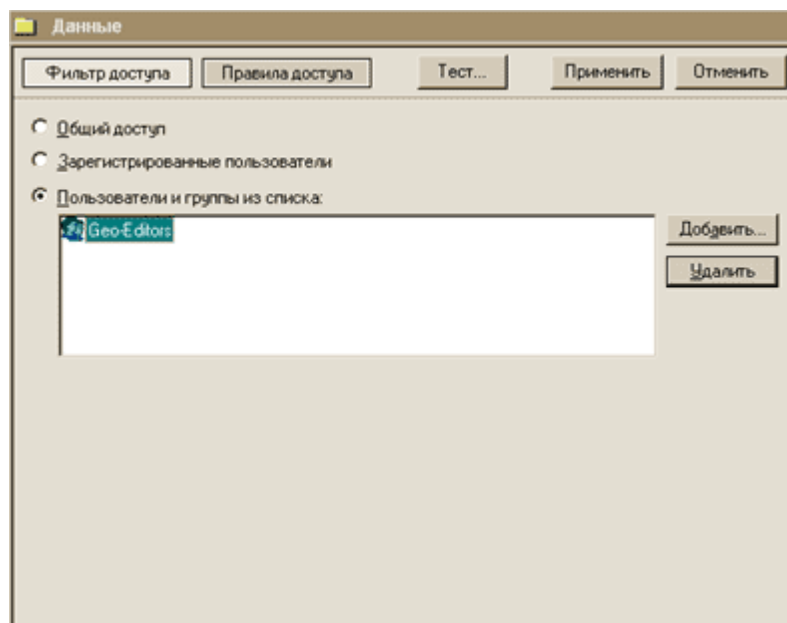 Данные
Фильтр доступа Правила доступа Тест... Применить Отменить
Общий доступ
Зарегистрированные пользователи
Пользователи и группы из списка:
Geo-Editors Добавить...
Удалить